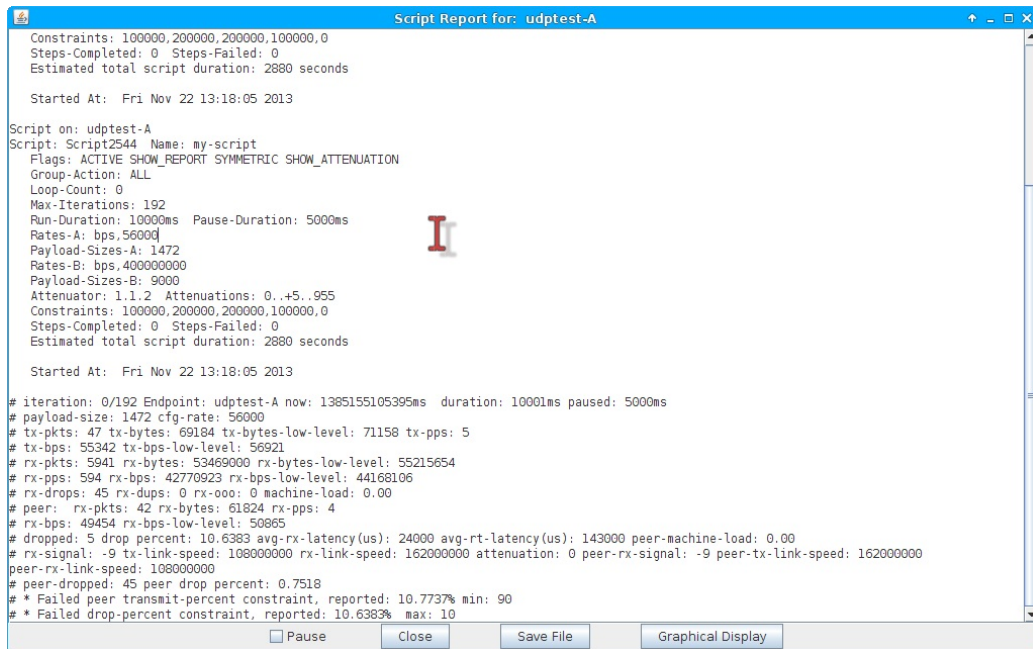 Script Report for: udptest-A
Constraints: 100000,200000,200000,100000,0
Steps-Completed: 0 Steps-Failed: 0
Estimated total script duration: 2880 seconds
Started At: Fri Nov 22 13:18:05 2013
Script on: udptest-A
Script: Script2544 Name: my-script
Flags: ACTIVE SHOW_REPORT SYMMETRIC SHOW_ATTENUATION
Group-Action: ALL
Loop-Count: 0
Max-Iterations: 192
Run-Duration: 10000ms Pause-Duration: 5000ms
Rates-A: bps,56000
Payload-Sizes-A: 1472
Rates-B: bps,400000000
Payload-Sizes-B: 9000
Attenuator: 1.1.2 Attenuations: 0..+5..955
Constraints: 100000,200000,200000,100000,0
Steps-Completed: 0 Steps-Failed: 0
Estimated total script duration: 2880 seconds
Started At: Fri Nov 22 13:18:05 2013
# iteration: 0/192 Endpoint: udptest-A now: 1385155105395ms duration: 10001ms paused: 5000ms
# payload-size: 1472 cfg-rate: 56000
# tx-pkts: 47 tx-bytes: 69184 tx-bytes-low-level: 71158 tx-pps: 5
# tx-bps: 55342 tx-bps-low-level: 56921
# rx-pkts: 5941 rx-bytes: 53469000 rx-bytes-low-level: 55215654
# rx-pps: 594 rx-bps: 42770923 rx-bps-low-level: 44168106
# rx-drops: 45 rx-dups: 0 rx-ooo: 0 machine-load: 0.00
# peer: rx-pkts: 42 rx-bytes: 61824 rx-pps: 4
# rx-bps: 49454 rx-bps-low-level: 50865
# dropped: 5 drop percent: 10.6383 avg-rx-latency(us): 24000 avg-rt-latency(us): 143000 peer-machine-load: 0.00
# rx-signal: -9 tx-link-speed: 108000000 rx-link-speed: 162000000 attenuation: 0 peer-rx-signal: -9 peer-tx-link-speed: 162000000
peer-rx-link-speed: 108000000
# peer-dropped: 45 peer drop percent: 0.7518
# * Failed peer transmit-percent constraint, reported: 10.7737% min: 90
# * Failed drop-percent constraint, reported: 10.6383% max: 10
Pause Close Save File Graphical Display